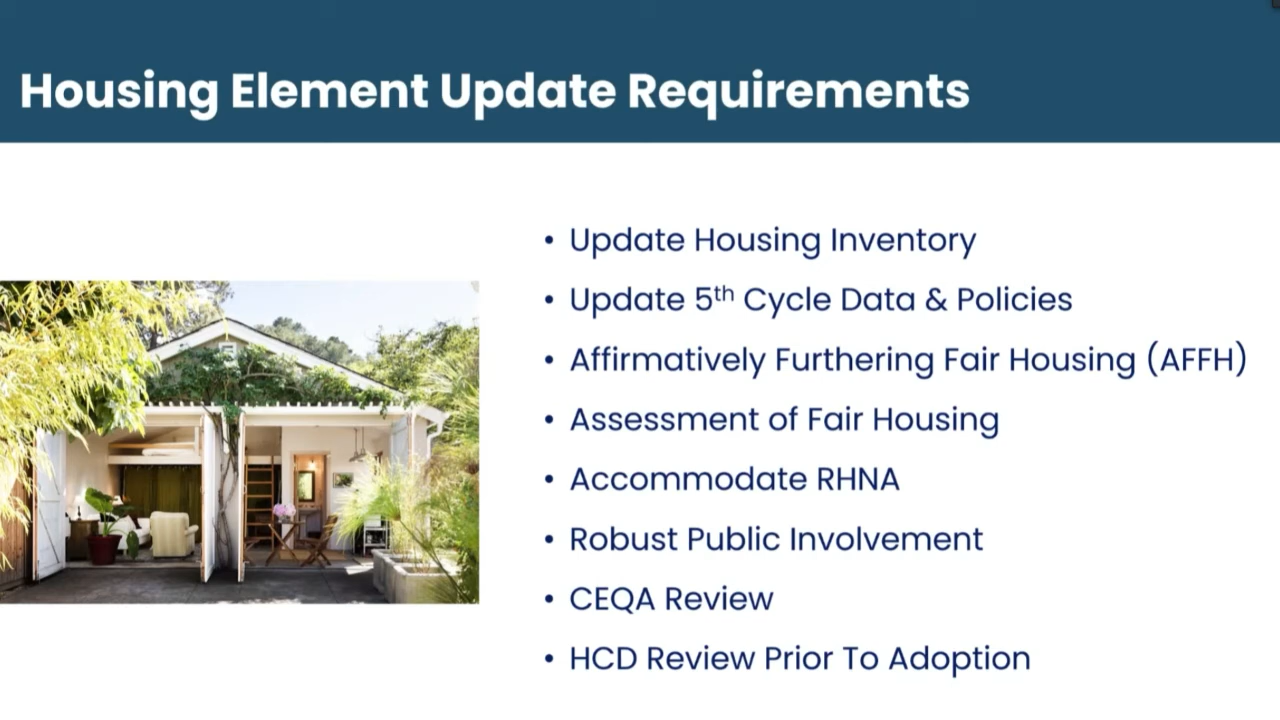 Housing Element Update Requirements
• Update Housing Inventory
• Update 5th Cycle Data & Policies
• Affirmatively Furthering Fair Housing (AFFH)
• Assessment of Fair Housing
• Accommodate RHNA
• Robust Public Involvement
• CEQA Review
• HCD Review Prior To Adoption